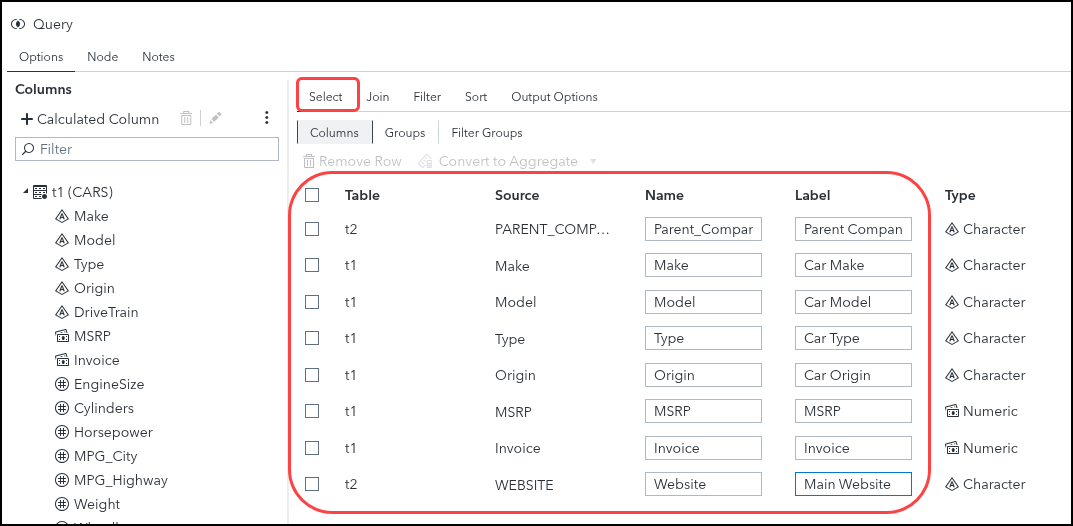 Query
Options Node Notes
Columns
+ Calculated Column
Filter
t1 (CARS)
Make
Model
Type
Origin
DriveTrain
MSRP
Invoice
EngineSize
Cylinders
Horsepower
MPG_City
MPG_Highway
Weight
Select Join Filter Sort Output Options
Columns Groups Filter Groups
Remove Row Convert to Aggregate
Table Source Name Label Type
t2 PARENT_COMP... Parent_Compar Parent Compan Character
t1 Make Make Car Make Character
t1 Model Model Car Model Character
t1 Type Type Car Type Character
t1 Origin Origin Car Origin Character
t1 MSRP MSRP MSRP Numeric
t1 Invoice Invoice Invoice Numeric
t2 WEBSITE Website Main Website Character